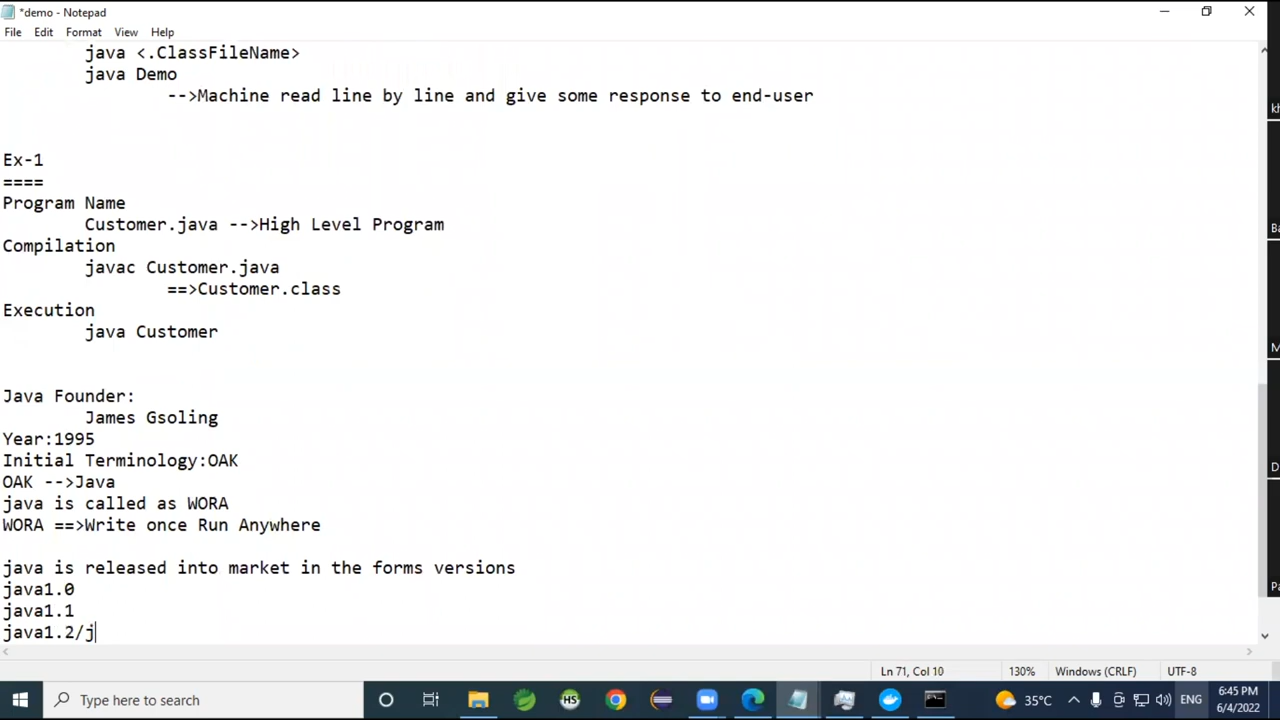 *demo - Notepad
File Edit Format View Help
java <.ClassFileName>
java Demo
-->Machine read line by line and give some response to end-user
Ex-1
====
Program Name
Customer.java -->High Level Program
Compilation
javac Customer.java
==>Customer.class
Execution
java Customer
Java Founder:
James Gsoling
Year:1995
Initial Terminology:OAK
OAK -->Java
java is called as WORA
WORA ==>Write once Run Anywhere
java is released into market in the forms versions
java1.0
java1.1
java1.2/j
Ln 71, Col 10 130% Windows (CRLF) UTF-8
Type here to search HS 35°C ENG 6:45 PM
6/4/2022